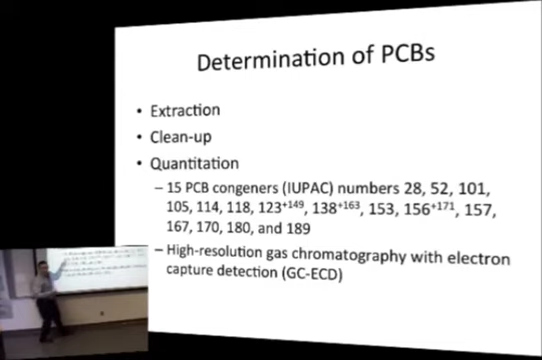 Determination of PCBs
• Extraction
• Clean-up
• Quantitation
– 15 PCB congeners (IUPAC) numbers 28, 52, 101,
105, 114, 118, 123+149, 138+163, 153, 156+171, 157,
167, 170, 180, and 189
– High-resolution gas chromatography with electron
capture detection (GC-ECD)